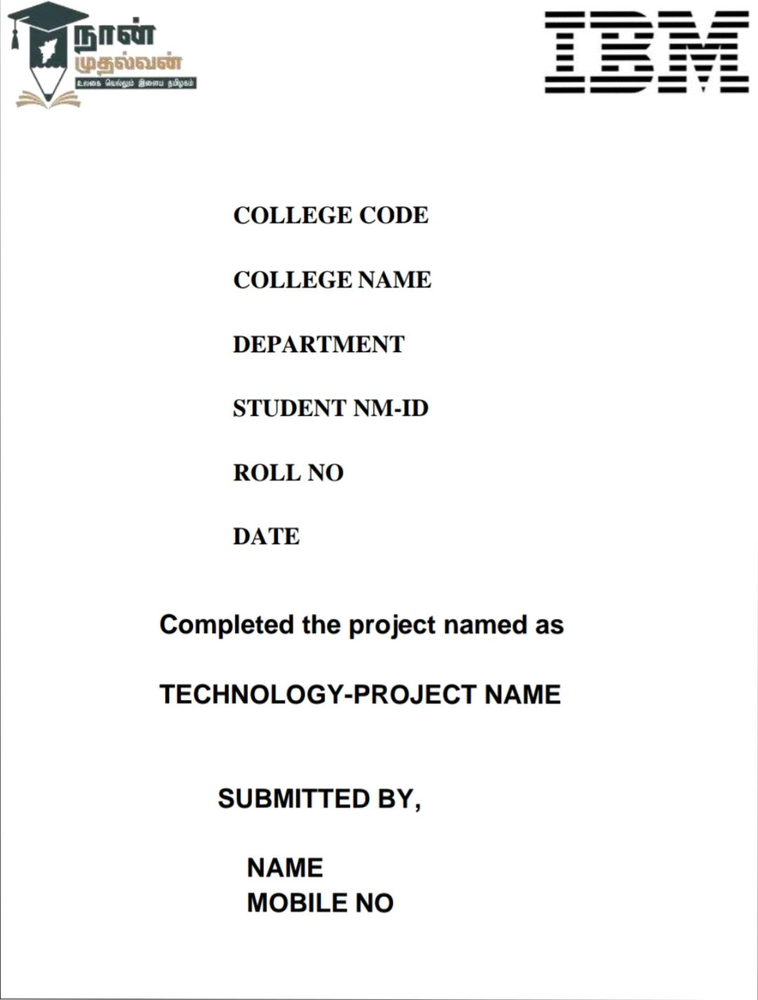 நான்
முதல்வன்
உலகை வெல்லும் இளைய தமிழகம்
IBM
COLLEGE CODE
COLLEGE NAME
DEPARTMENT
STUDENT NM-ID
ROLL NO
DATE
Completed the project named as
TECHNOLOGY-PROJECT NAME
SUBMITTED BY,
NAME
MOBILE NO